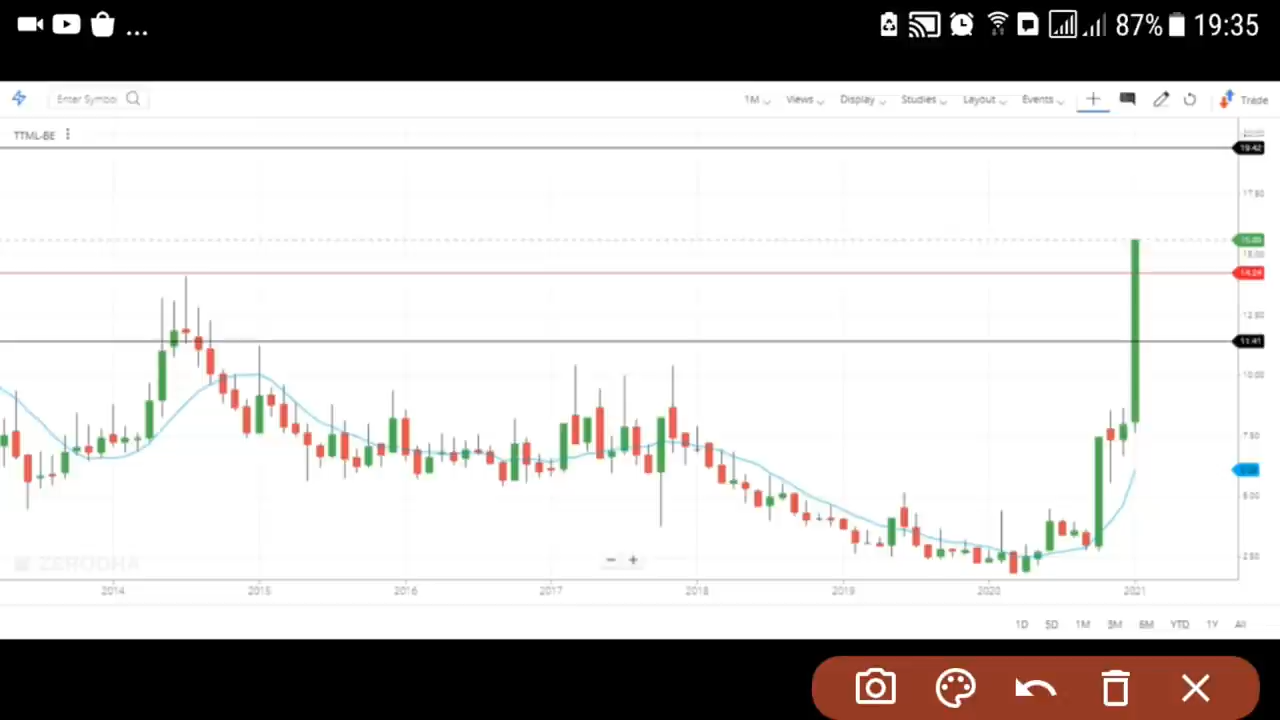 ... 87% 19:35
Enter Symbol 1M Views Display Studies Layout Events Trade
TTML-BE
19.42
17.50
15.00
14.24
12.50
11.41
10.00
7.50
5.00
2.50
ZERODHA
2014 2015 2016 2017 2018 2019 2020 2021
1D 5D 1M 3M 6M YTD 1Y All